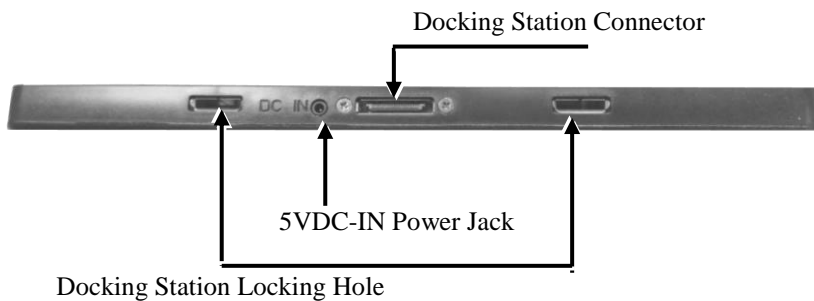 Docking Station Connector
DC IN
5VDC-IN Power Jack
Docking Station Locking Hole